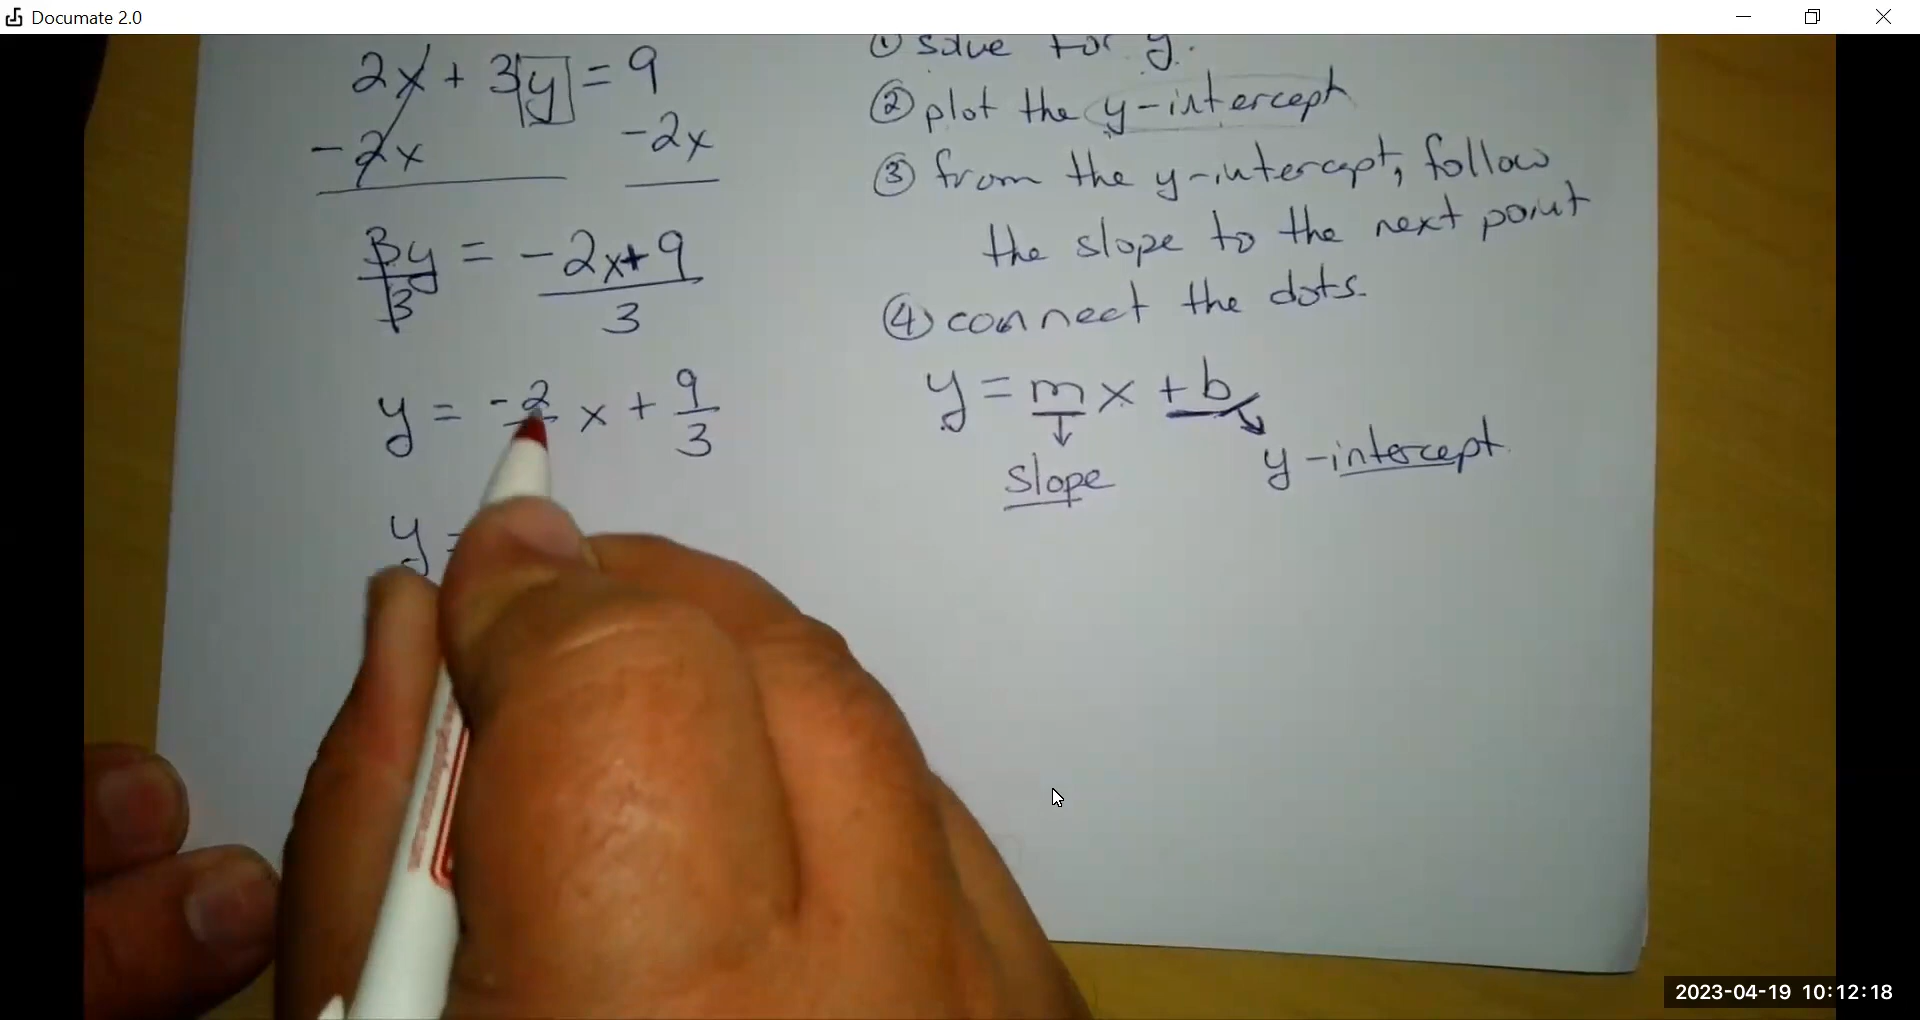 Documate 2.0
2x + 3y = 9
-2x -2x
3y = -2x+9
3 3
y = -2 x + 9
3
y =
① solve for y.
② plot the y-intercept
③ from the y-intercept, follow
the slope to the next point
④ connect the dots.
y = mx + b
slope
y-intercept
2023-04-19 10:12:18